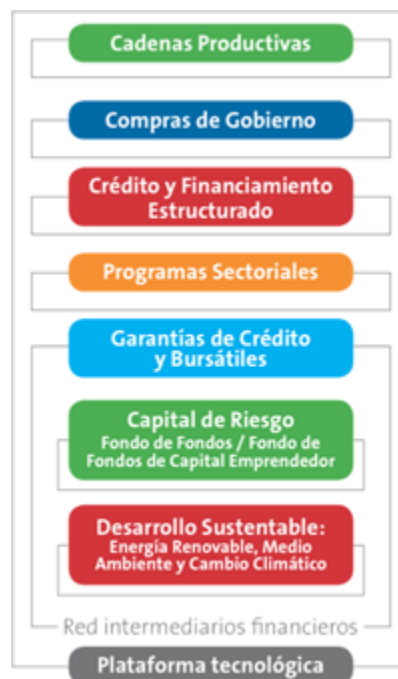 Cadenas Productivas
Compras de Gobierno
Crédito y Financiamiento
Estructurado
Programas Sectoriales
Garantías de Crédito
y Bursátiles
Capital de Riesgo
Fondo de Fondos / Fondo de
Fondos de Capital Emprendedor
Desarrollo Sustentable:
Energía Renovable, Medio
Ambiente y Cambio Climático
Red intermediarios financieros
Plataforma tecnológica